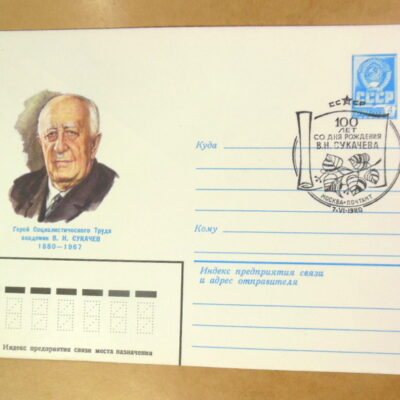 Герой Социалистического Труда
академик В. Н. СУКАЧЕВ
1880—1967
СССР
СССР
100
ЛЕТ
СО ДНЯ РОЖДЕНИЯ
В.Н. СУКАЧЕВА
МОСКВА-ПОЧТАМТ
7-VI-1980
Куда
Кому
Индекс предприятия связи
и адрес отправителя
Индекс предприятия связи места назначения